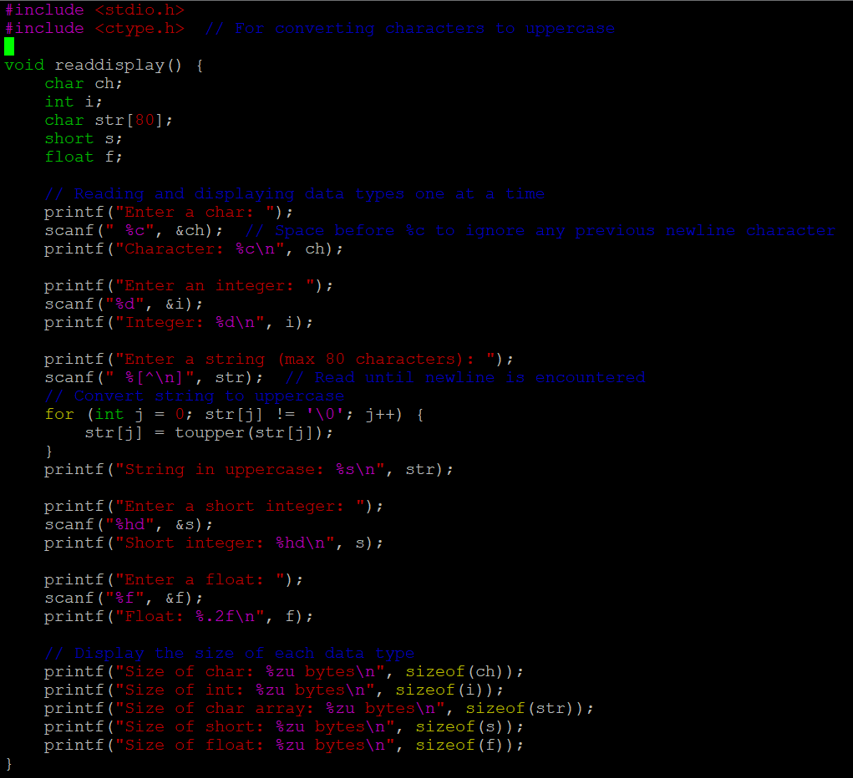 #include <stdio.h>
#include <ctype.h>  // For converting characters to uppercase

void readdisplay() {
    char ch;
    int i;
    char str[80];
    short s;
    float f;

    // Reading and displaying data types one at a time
    printf("Enter a char: ");
    scanf(" %c", &ch);  // Space before %c to ignore any previous newline character
    printf("Character: %c\n", ch);

    printf("Enter an integer: ");
    scanf("%d", &i);
    printf("Integer: %d\n", i);

    printf("Enter a string (max 80 characters): ");
    scanf(" %[^\n]", str);  // Read until newline is encountered
    // Convert string to uppercase
    for (int j = 0; str[j] != '\0'; j++) {
        str[j] = toupper(str[j]);
    }
    printf("String in uppercase: %s\n", str);

    printf("Enter a short integer: ");
    scanf("%hd", &s);
    printf("Short integer: %hd\n", s);

    printf("Enter a float: ");
    scanf("%f", &f);
    printf("Float: %.2f\n", f);

    // Display the size of each data type
    printf("Size of char: %zu bytes\n", sizeof(ch));
    printf("Size of int: %zu bytes\n", sizeof(i));
    printf("Size of char array: %zu bytes\n", sizeof(str));
    printf("Size of short: %zu bytes\n", sizeof(s));
    printf("Size of float: %zu bytes\n", sizeof(f));
}